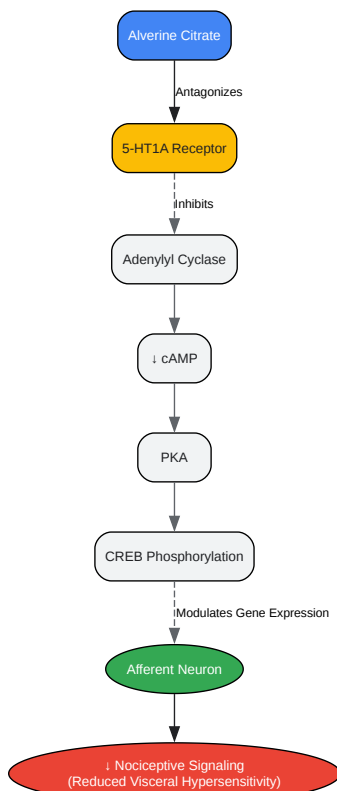 Alverine Citrate
Antagonizes
5-HT1A Receptor
Inhibits
Adenylyl Cyclase
↓ cAMP
PKA
CREB Phosphorylation
Modulates Gene Expression
Afferent Neuron
↓ Nociceptive Signaling
(Reduced Visceral Hypersensitivity)